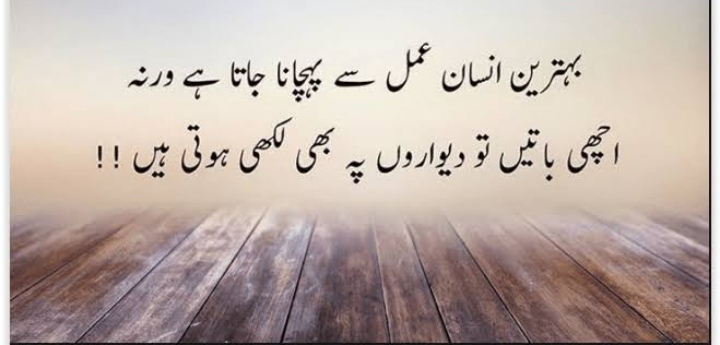 بہترین انسان عمل سے پہچانا جاتا ہے ورنہ
اچھی باتیں تو دیواروں پہ بھی لکھی ہوتی ہیں !!